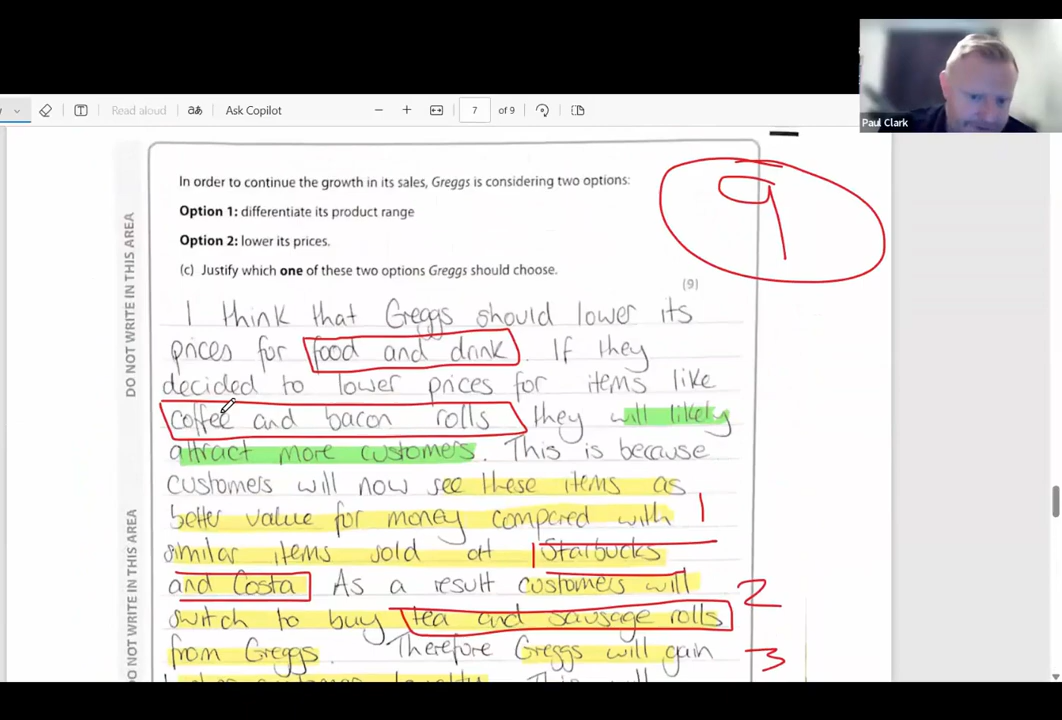 Read aloud
Ask Copilot
7 of 9
Paul Clark
In order to continue the growth in its sales, Greggs is considering two options:
Option 1: differentiate its product range
Option 2: lower its prices.
(c) Justify which one of these two options Greggs should choose.
(9)
9
DO NOT WRITE IN THIS AREA
DO NOT WRITE IN THIS AREA
I think that Greggs should lower its
prices for food and drink. If they
decided to lower prices for items like
coffee and bacon rolls they will likely
attract more customers. This is because
customers will now see these items as
better value for money compared with 1
similar items sold at Starbucks
and Costa. As a result customers will 2
switch to buy tea and sausage rolls
from Greggs. Therefore Greggs will gain 3